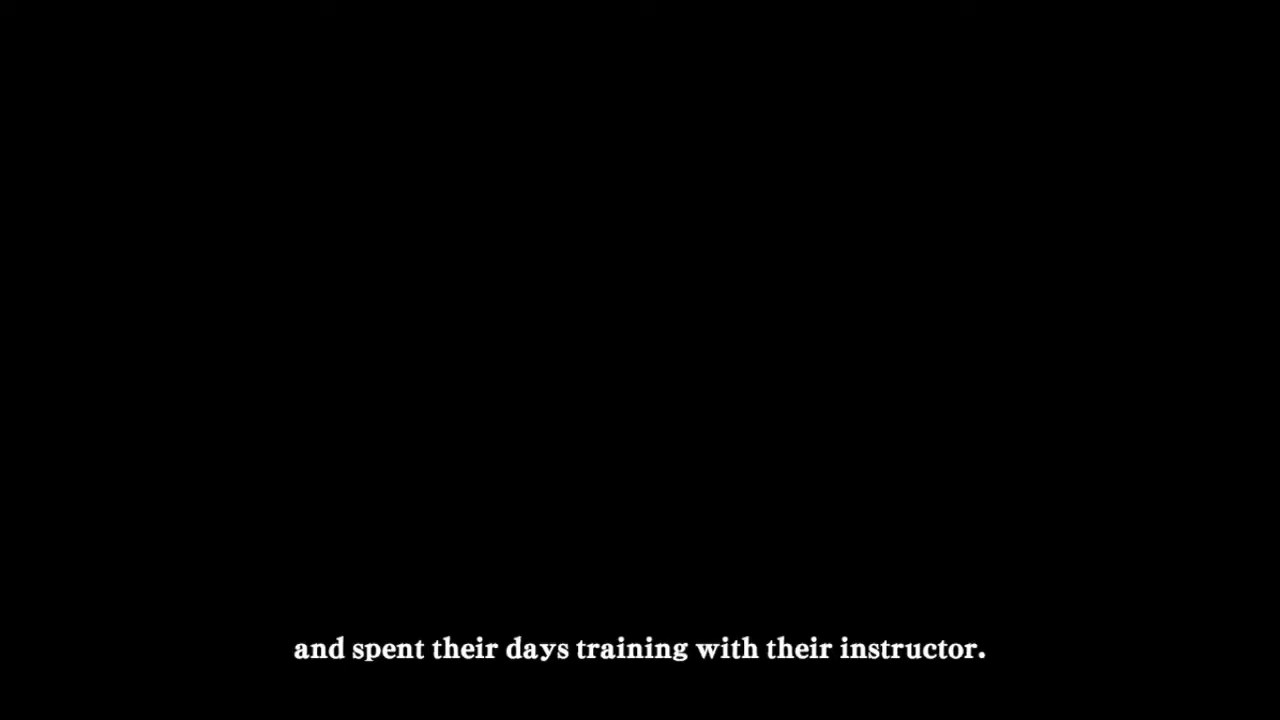 and spent their days training with their instructor.